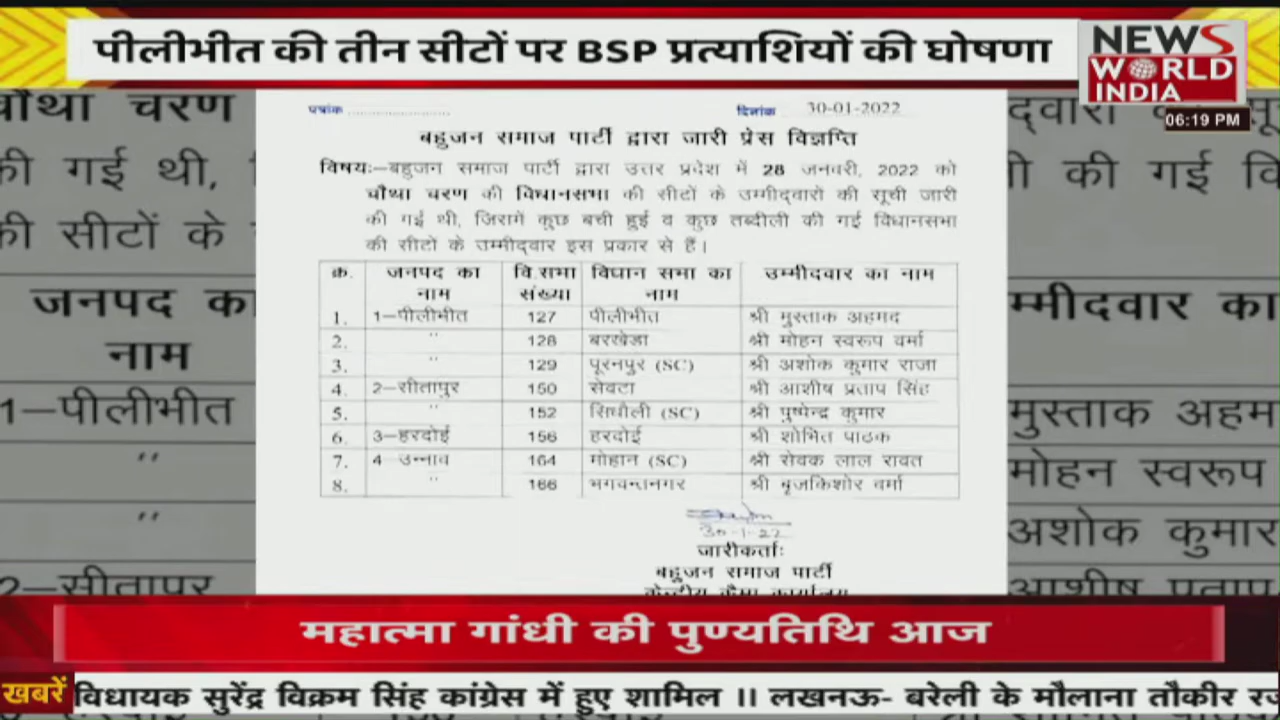 पीलीभीत की तीन सीटों पर BSP प्रत्याशियों की घोषणा
NEWS
WORLD
INDIA
06:19 PM
पत्रांक ........................ दिनांक 30-01-2022
बहुजन समाज पार्टी द्वारा जारी प्रेस विज्ञप्ति
विषयः—बहुजन समाज पार्टी द्वारा उत्तर प्रदेश में 28 जनवरी, 2022 को
चौथा चरण की विधानसभा की सीटों के उम्मीदवारो की सूची जारी
की गई थी, जिसमें कुछ बची हुई व कुछ तब्दीली की गई विधानसभा
की सीटों के उम्मीदवार इस प्रकार से हैं।
क्र. जनपद का नाम वि.सभा संख्या विधान सभा का नाम उम्मीदवार का नाम
1. 1—पीलीभीत 127 पीलीभीत श्री मुस्ताक अहमद
2. '' 128 बरखेडा श्री मोहन स्वरूप वर्मा
3. '' 129 पूरनपुर (SC) श्री अशोक कुमार राजा
4. 2—सीतापुर 150 सेवटा श्री आशीष प्रताप सिंह
5. '' 152 सिधौली (SC) श्री पुष्पेन्द्र कुमार
6. 3—हरदोई 156 हरदोई श्री शोभित पाठक
7. 4—उन्नाव 164 मोहान (SC) श्री सेवक लाल रावत
8. '' 166 भगवन्तनगर श्री बृजकिशोर वर्मा
30-1-22
जारीकर्ताः
बहुजन समाज पार्टी
चौथा चरण
की गई थी,
की सीटों के
जनपद का
नाम
1—पीलीभीत
''
''
2—सीतापुर
की गई
म्मीदवार का
मुस्ताक अहम
मोहन स्वरूप
अशोक कुमार
आशीष प्रताप
महात्मा गांधी की पुण्यतिथि आज
खबरें विधायक सुरेंद्र विक्रम सिंह कांग्रेस में हुए शामिल ।। लखनऊ- बरेली के मौलाना तौकीर